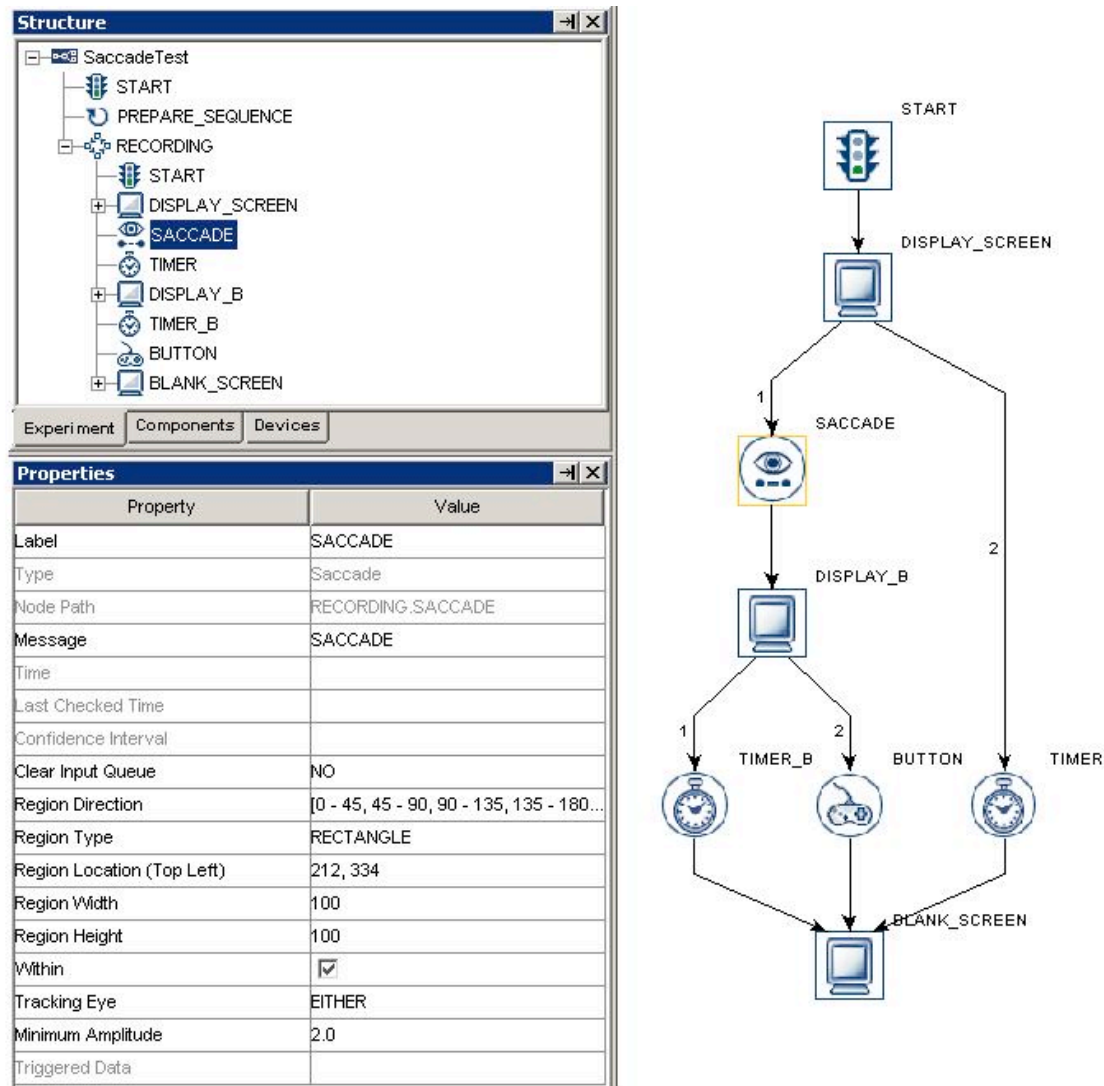 Structure
SaccadeTest
START
PREPARE_SEQUENCE
RECORDING
START
DISPLAY_SCREEN
SACCADE
TIMER
DISPLAY_B
TIMER_B
BUTTON
BLANK_SCREEN
Experiment Components Devices
Properties
Property Value
Label SACCADE
Type Saccade
Node Path RECORDING.SACCADE
Message SACCADE
Time
Last Checked Time
Confidence Interval
Clear Input Queue NO
Region Direction [0 - 45, 45 - 90, 90 - 135, 135 - 180...
Region Type RECTANGLE
Region Location (Top Left) 212, 334
Region Width 100
Region Height 100
Within
Tracking Eye EITHER
Minimum Amplitude 2.0
Triggered Data
START
DISPLAY_SCREEN
1
SACCADE
2
DISPLAY_B
1 2
TIMER_B BUTTON TIMER
BLANK_SCREEN